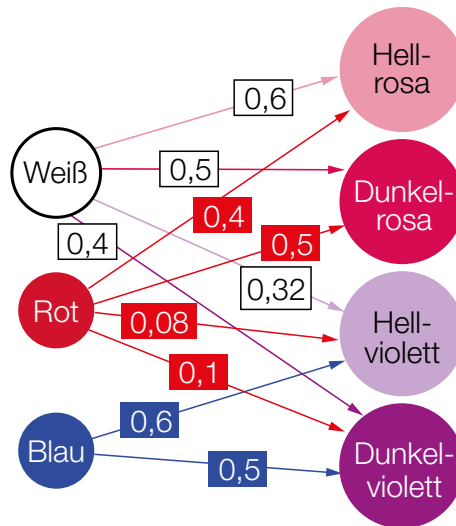 Hell-
rosa
0,6
Weiß
0,5
Dunkel-
rosa
0,4
0,4
0,5
0,32
Rot
0,08
Hell-
violett
0,1
0,6
Blau
0,5
Dunkel-
violett